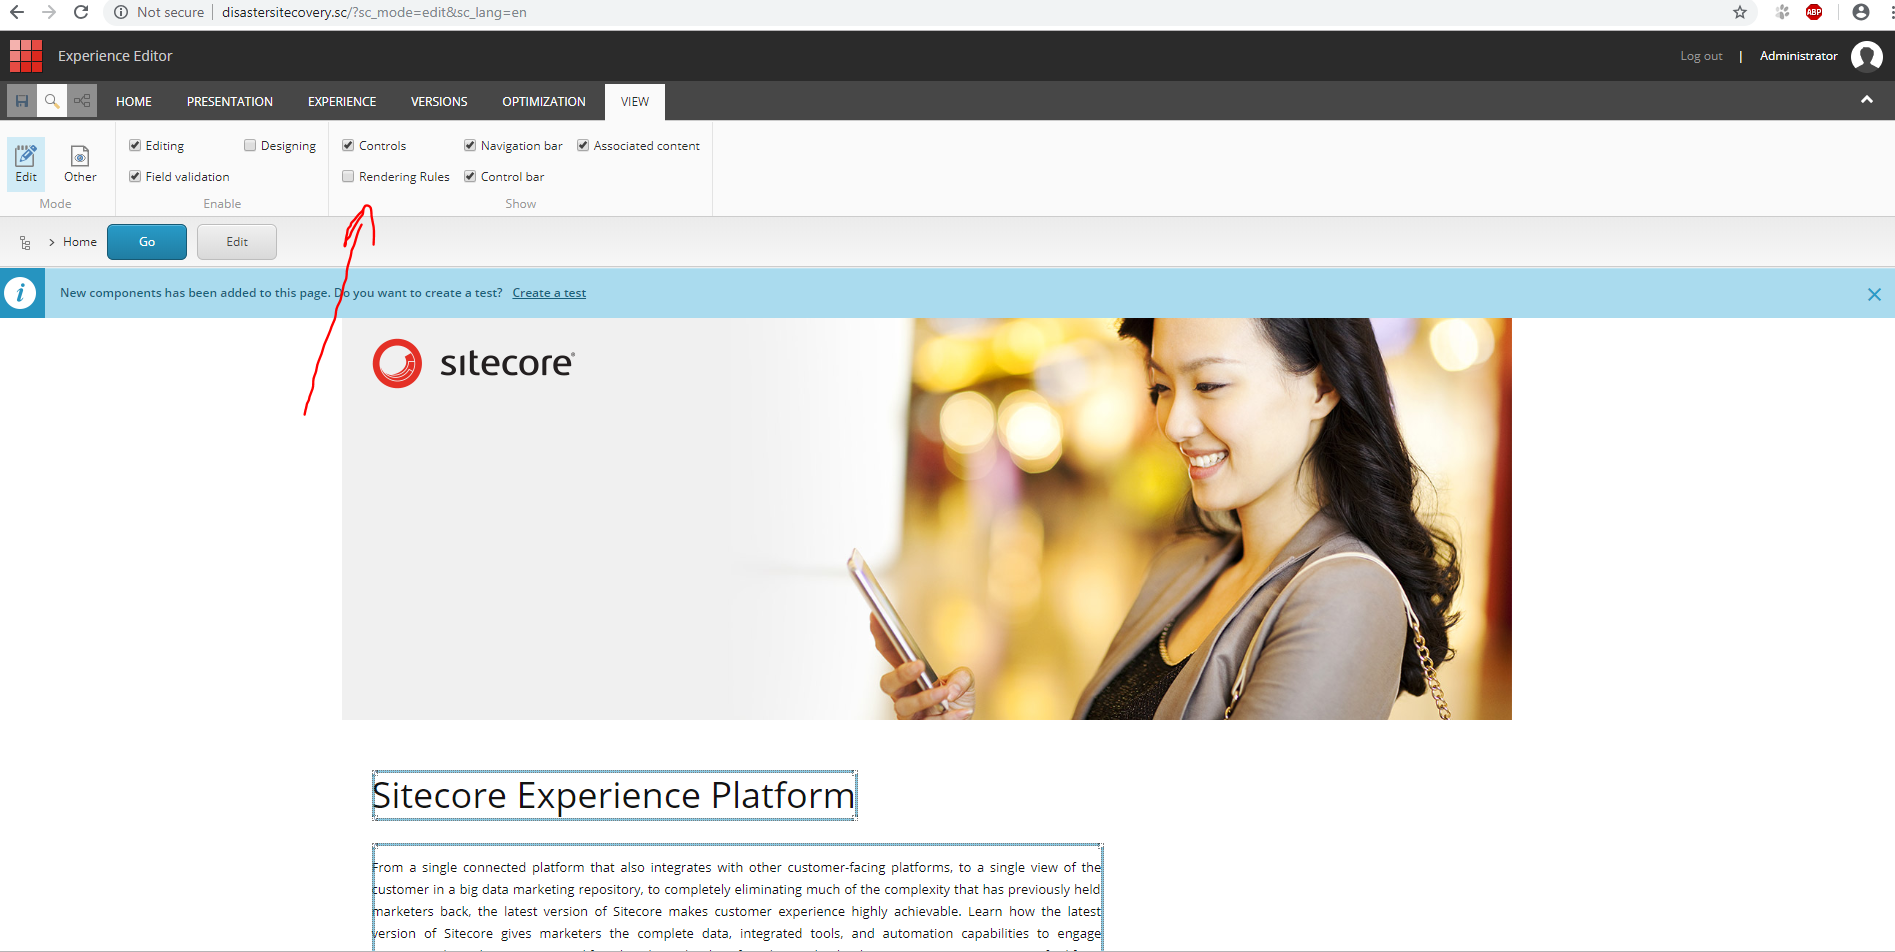 Not secure | disastersitecovery.sc/?sc_mode=edit&sc_lang=en
ABP
Experience Editor
Log out | Administrator
HOME PRESENTATION EXPERIENCE VERSIONS OPTIMIZATION VIEW
Editing Designing Controls Navigation bar Associated content
Edit Other Field validation Rendering Rules Control bar
Mode Enable Show
Home Go Edit
New components has been added to this page. Do you want to create a test? Create a test
sitecore
Sitecore Experience Platform
From a single connected platform that also integrates with other customer-facing platforms, to a single view of the
customer in a big data marketing repository, to completely eliminating much of the complexity that has previously held
marketers back, the latest version of Sitecore makes customer experience highly achievable. Learn how the latest
version of Sitecore gives marketers the complete data, integrated tools, and automation capabilities to engage